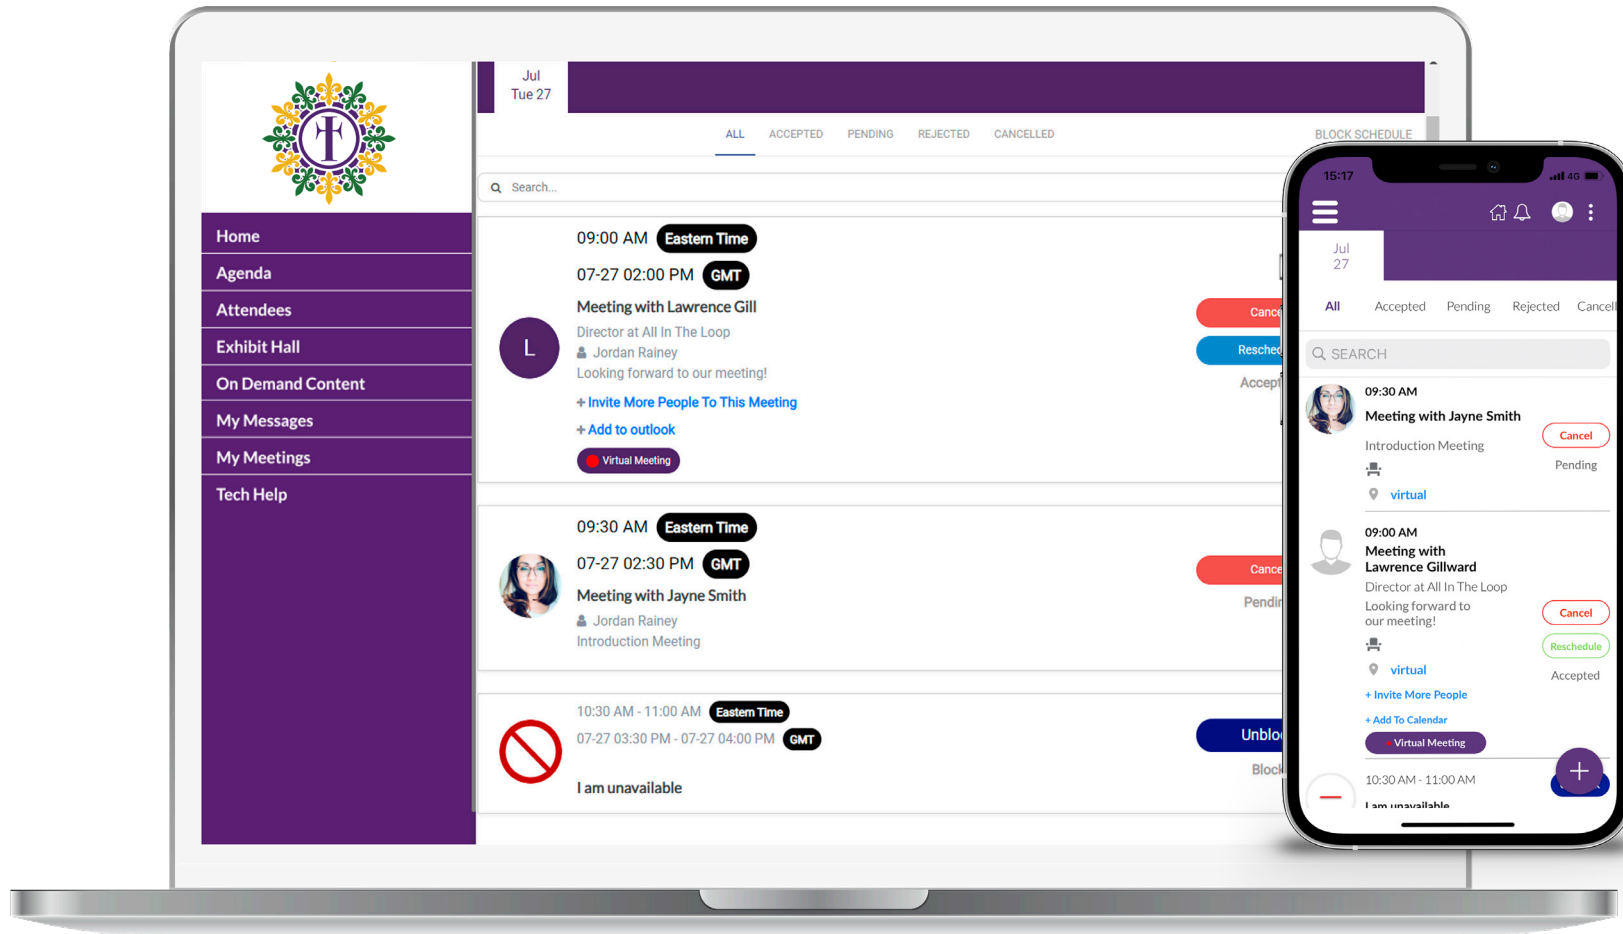 Jul
Tue 27
ALL ACCEPTED PENDING REJECTED CANCELLED BLOCK SCHEDULE
Search...
Home
Agenda
Attendees
Exhibit Hall
On Demand Content
My Messages
My Meetings
Tech Help
09:00 AM Eastern Time
07-27 02:00 PM GMT
Meeting with Lawrence Gill
Director at All In The Loop
Jordan Rainey
Looking forward to our meeting!
+ Invite More People To This Meeting
+ Add to outlook
Virtual Meeting
L
09:30 AM Eastern Time
07-27 02:30 PM GMT
Meeting with Jayne Smith
Jordan Rainey
Introduction Meeting
10:30 AM - 11:00 AM Eastern Time
07-27 03:30 PM - 07-27 04:00 PM GMT
I am unavailable
15:17 4G
Jul
27
All Accepted Pending Rejected Cancell
SEARCH
09:30 AM
Meeting with Jayne Smith
Introduction Meeting
Cancel
Pending
virtual
09:00 AM
Meeting with
Lawrence Gillward
Director at All In The Loop
Looking forward to
our meeting!
Cancel
Reschedule
Accepted
virtual
+ Invite More People
+ Add To Calendar
Virtual Meeting
10:30 AM - 11:00 AM
I am unavailable